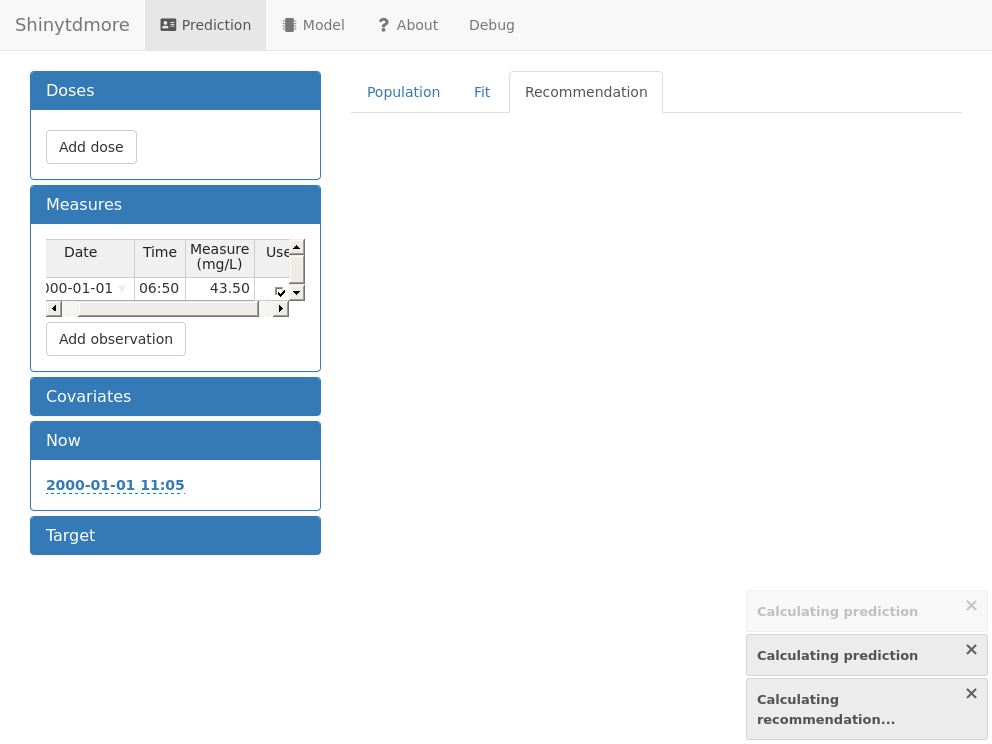 Shinytdmore Prediction Model ? About Debug
Doses
Add dose
Population Fit Recommendation
Measures
Date Time Measure (mg/L) Use
00-01-01 06:50 43.50
Add observation
Covariates
Now
2000-01-01 11:05
Target
Calculating prediction
Calculating prediction
Calculating
recommendation...